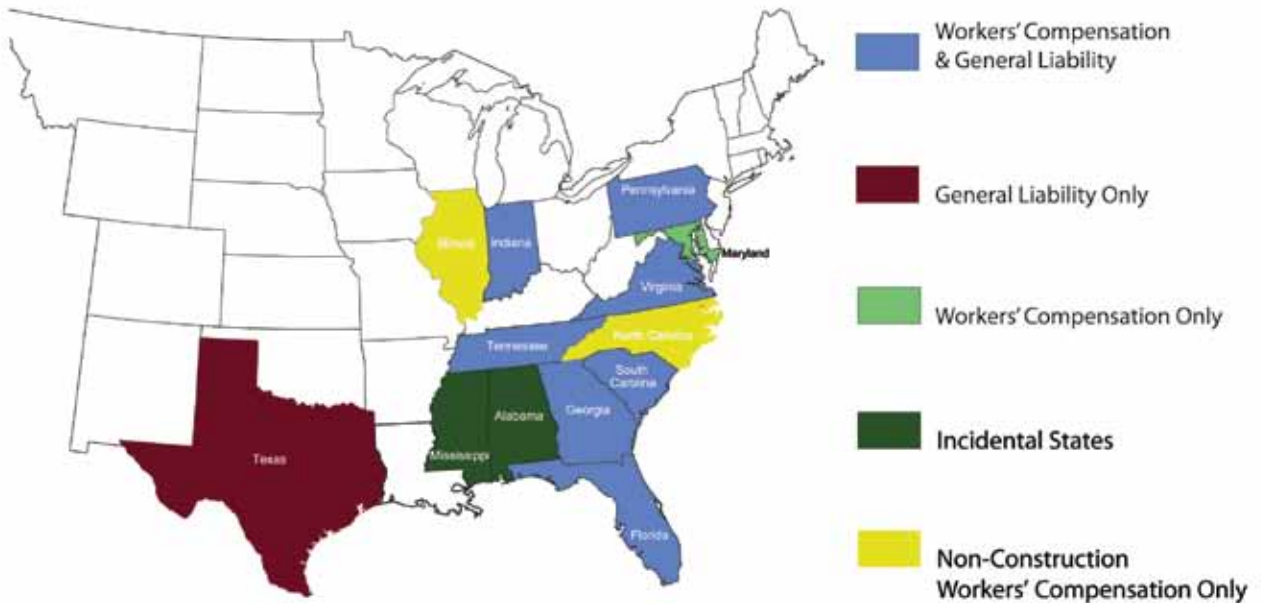 Workers' Compensation
& General Liability
General Liability Only
Workers' Compensation Only
Incidental States
Non-Construction
Workers' Compensation Only
Pennsylvania
Illinois
Indiana
Maryland
Virginia
North Carolina
Tennessee
South
Carolina
Alabama
Georgia
Mississippi
Texas
Florida